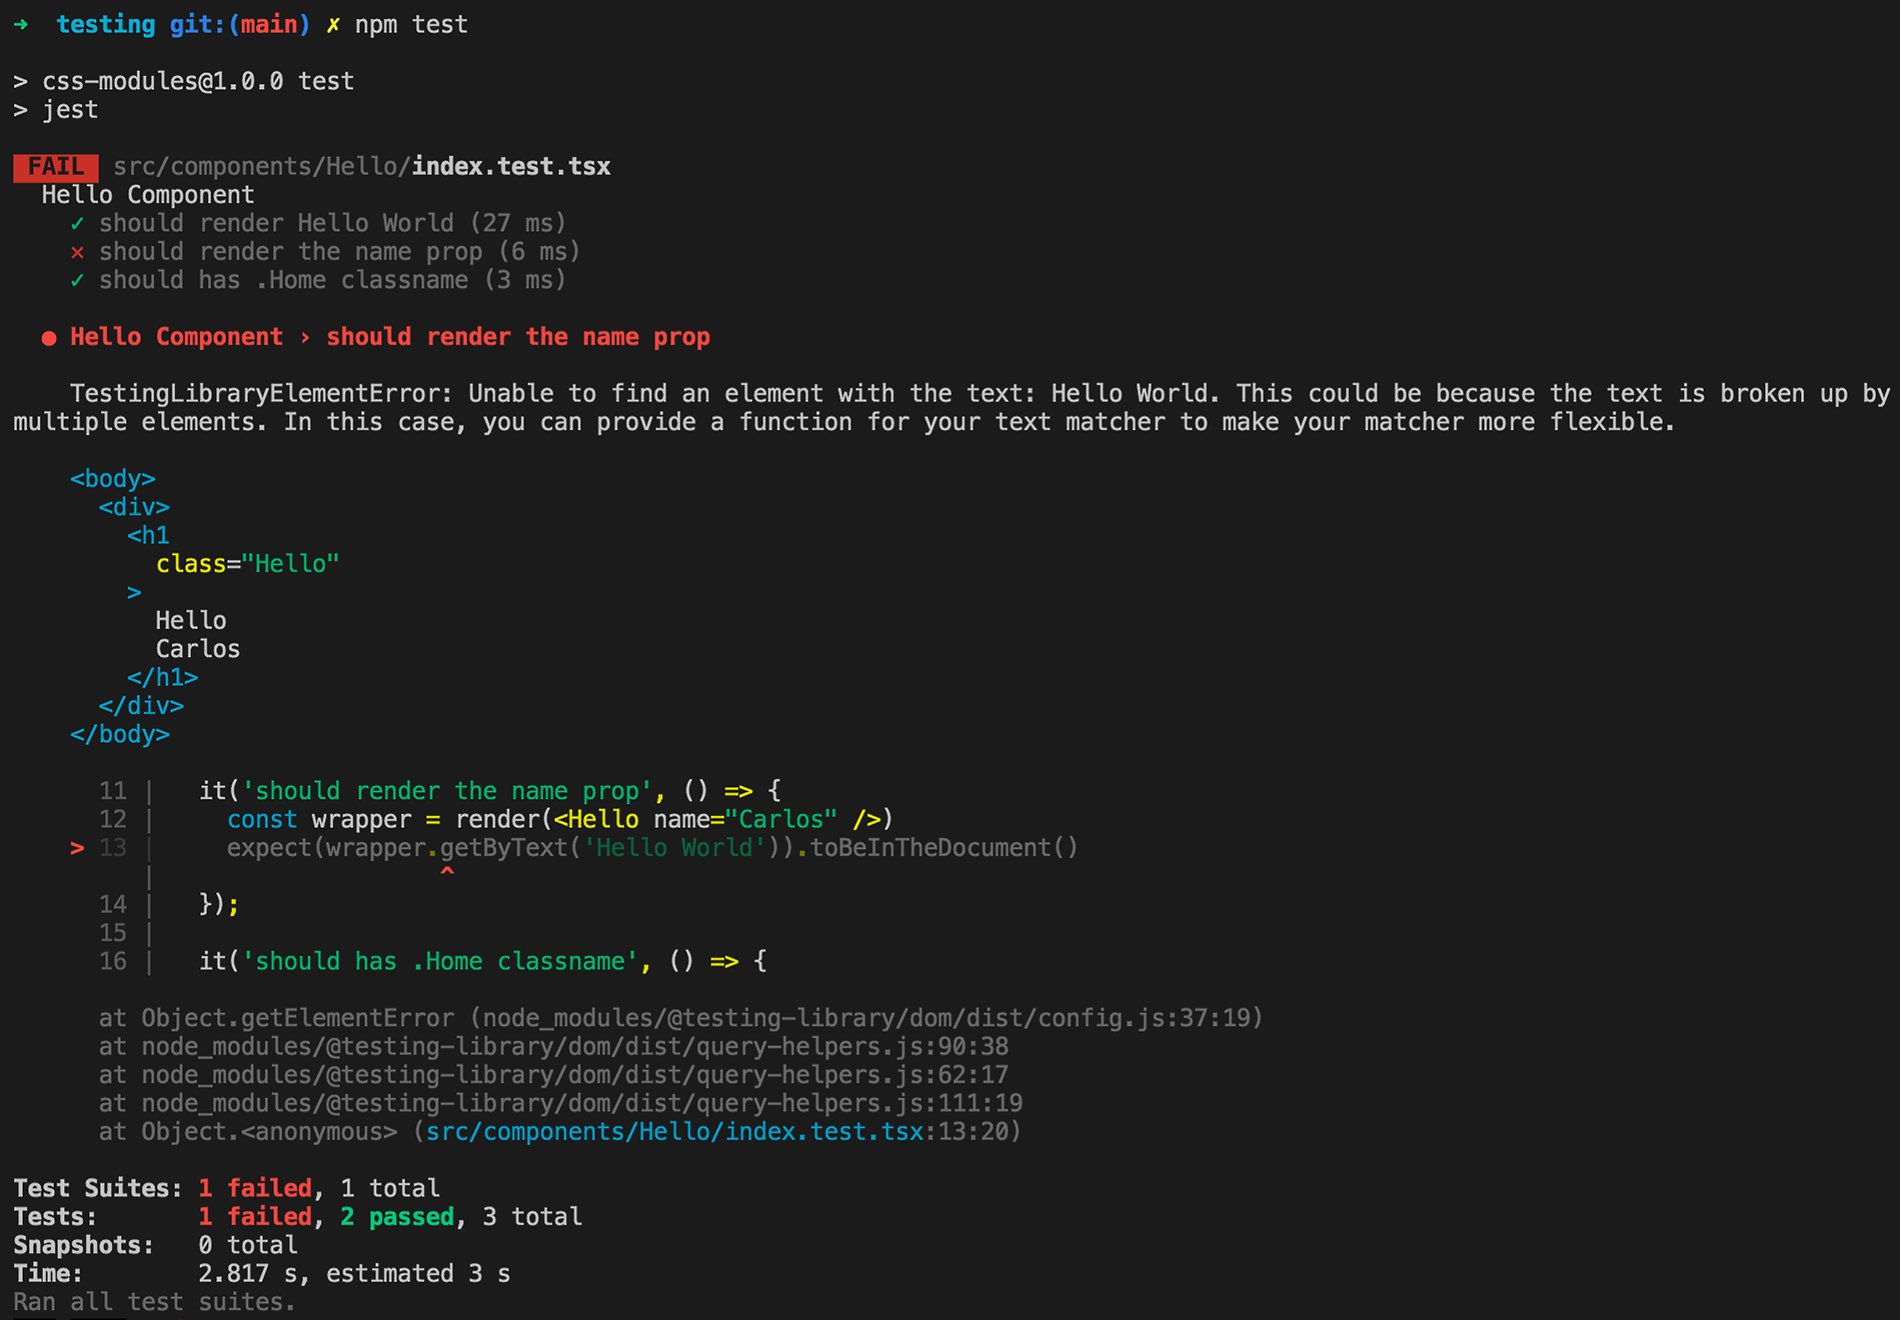 → testing git:(main) ✗ npm test
> css-modules@1.0.0 test
> jest
FAIL src/components/Hello/index.test.tsx
Hello Component
✓ should render Hello World (27 ms)
✕ should render the name prop (6 ms)
✓ should has .Home classname (3 ms)
● Hello Component › should render the name prop
TestingLibraryElementError: Unable to find an element with the text: Hello World. This could be because the text is broken up by
multiple elements. In this case, you can provide a function for your text matcher to make your matcher more flexible.
<body>
<div>
<h1
class="Hello"
>
Hello
Carlos
</h1>
</div>
</body>
11 |   it('should render the name prop', () => {
12 |     const wrapper = render(<Hello name="Carlos" />)
> 13 |     expect(wrapper.getByText('Hello World')).toBeInTheDocument()
|                    ^
14 |   });
15 |
16 |   it('should has .Home classname', () => {
at Object.getElementError (node_modules/@testing-library/dom/dist/config.js:37:19)
at node_modules/@testing-library/dom/dist/query-helpers.js:90:38
at node_modules/@testing-library/dom/dist/query-helpers.js:62:17
at node_modules/@testing-library/dom/dist/query-helpers.js:111:19
at Object.<anonymous> (src/components/Hello/index.test.tsx:13:20)
Test Suites: 1 failed, 1 total
Tests:       1 failed, 2 passed, 3 total
Snapshots:   0 total
Time:        2.817 s, estimated 3 s
Ran all test suites.